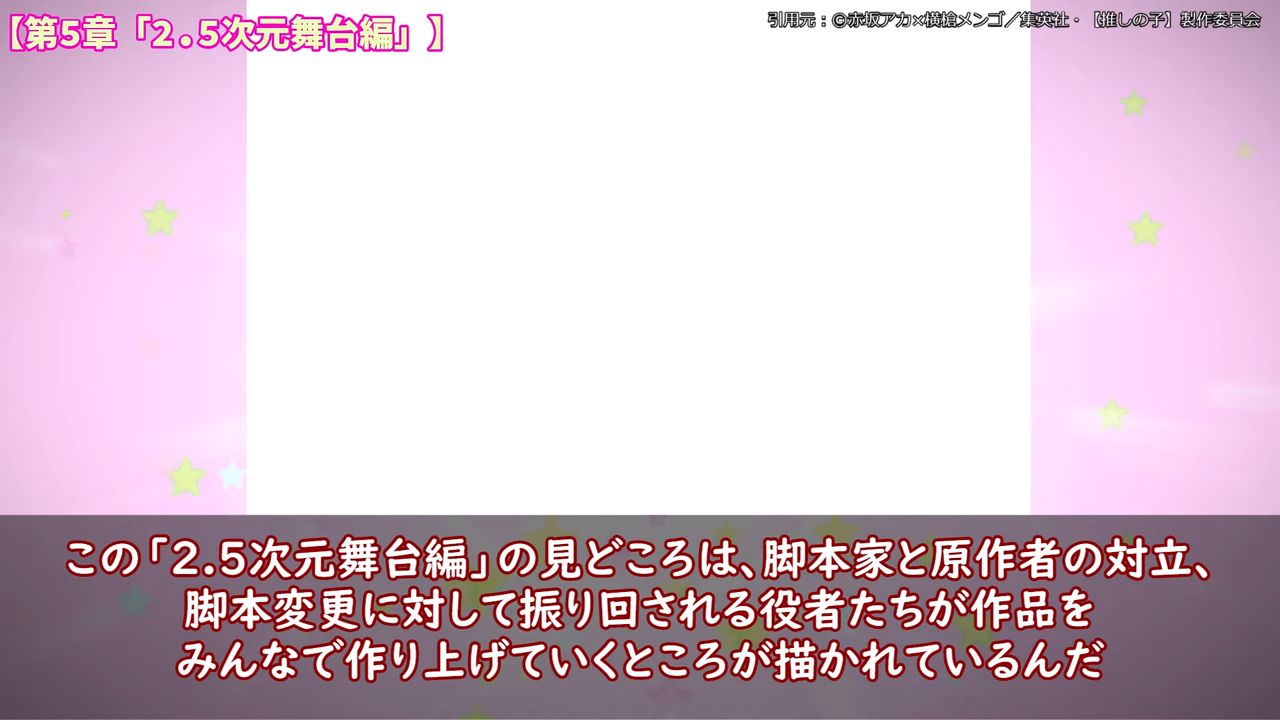 【第5章「2.5次元舞台編」】
引用元：©赤坂アカ×横槍メンゴ／集英社・【推しの子】製作委員会
この「2.5次元舞台編」の見どころは、脚本家と原作者の対立、
脚本変更に対して振り回される役者たちが作品を
みんなで作り上げていくところが描かれているんだ